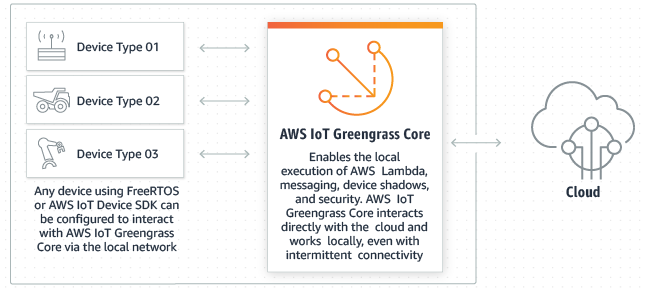 Device Type 01
Device Type 02
Device Type 03
Any device using FreeRTOS
or AWS IoT Device SDK can
be configured to interact
with AWS IoT Greengrass
Core via the local network
AWS IoT Greengrass Core
Enables the local
execution of AWS Lambda,
messaging, device shadows,
and security. AWS IoT
Greengrass Core interacts
directly with the cloud and
works locally, even with
intermittent connectivity
Cloud